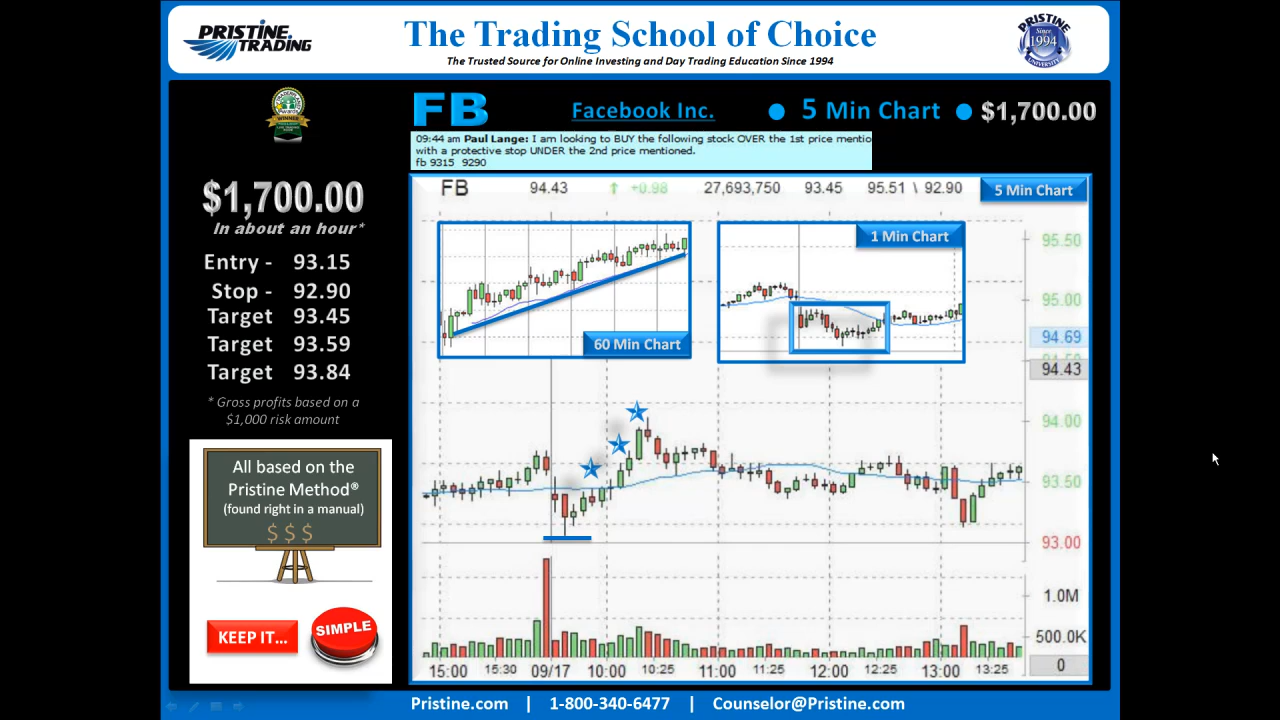 PRISTINE TRADING
The Trading School of Choice
The Trusted Source for Online Investing and Day Trading Education Since 1994
PRISTINE
Since
1994
UNIVERSITY
WINNER
FB Facebook Inc. ● 5 Min Chart ● $1,700.00
09:44 am Paul Lange: I am looking to BUY the following stock OVER the 1st price mentio
with a protective stop UNDER the 2nd price mentioned.
fb 9315 9290
$1,700.00
In about an hour*
Entry - 93.15
Stop - 92.90
Target 93.45
Target 93.59
Target 93.84
* Gross profits based on a
$1,000 risk amount
All based on the
Pristine Method®
(found right in a manual)
$ $ $
KEEP IT...
SIMPLE
FB 94.43 ↑ +0.98 27,693,750 93.45 95.51 \ 92.90
5 Min Chart
60 Min Chart
1 Min Chart
95.50
95.00
94.69
94.43
94.00
93.50
93.00
1.0M
500.0K
0
15:00 15:30 09/17 10:00 10:25 11:00 11:25 12:00 12:25 13:00 13:25
Pristine.com | 1-800-340-6477 | Counselor@Pristine.com